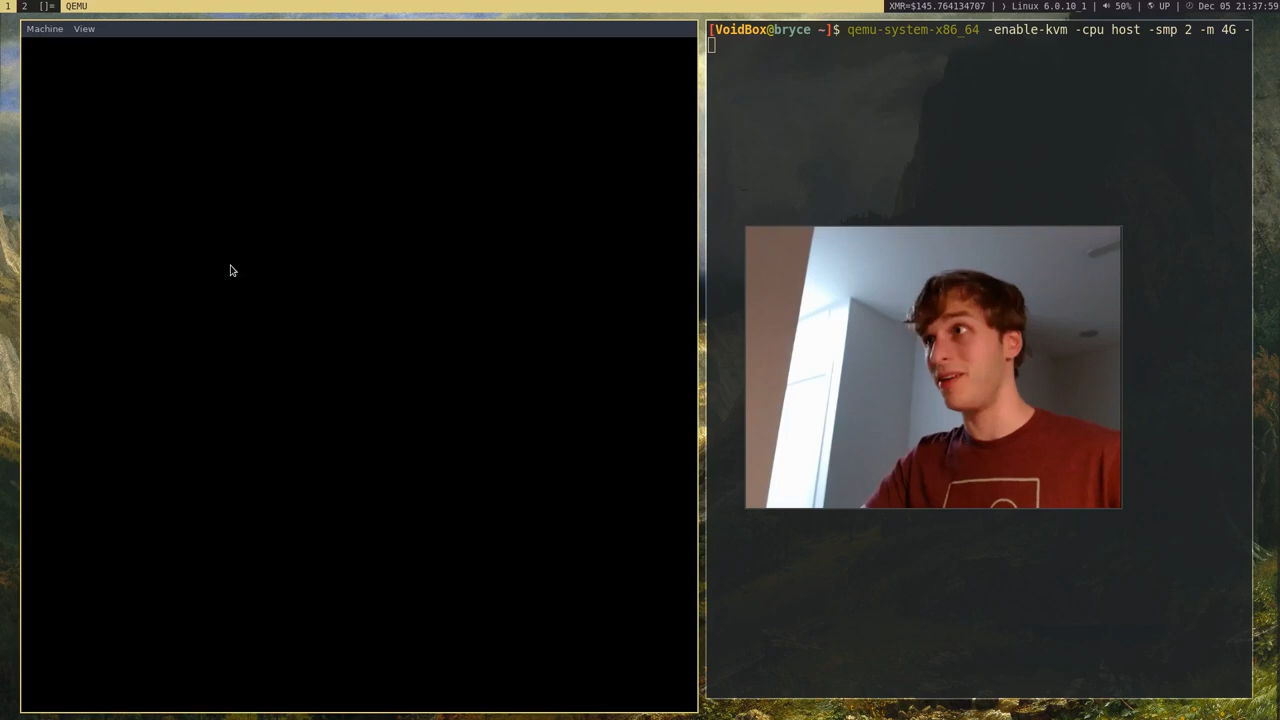 1 2 []= QEMU XMR=$145.764134707 | ❯ Linux 6.0.10_1 | 50% | UP | Dec 05 21:37:59
Machine View
[VoidBox@bryce ~]$ qemu-system-x86_64 -enable-kvm -cpu host -smp 2 -m 4G -